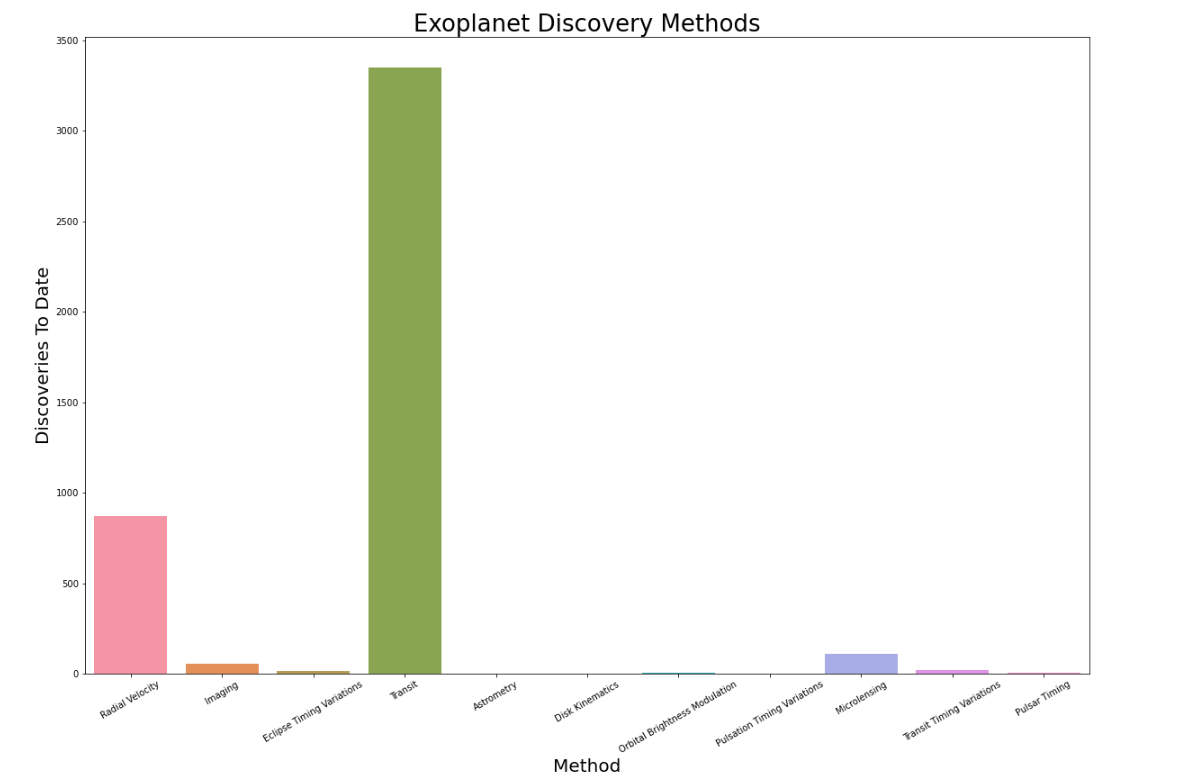 Exoplanet Discovery Methods
3500
3000
2500
2000
1500
1000
500
0
Discoveries To Date
Radial Velocity
Imaging
Eclipse Timing Variations
Transit
Astrometry
Disk Kinematics
Orbital Brightness Modulation
Pulsation Timing Variations
Microlensing
Transit Timing Variations
Pulsar Timing
Method